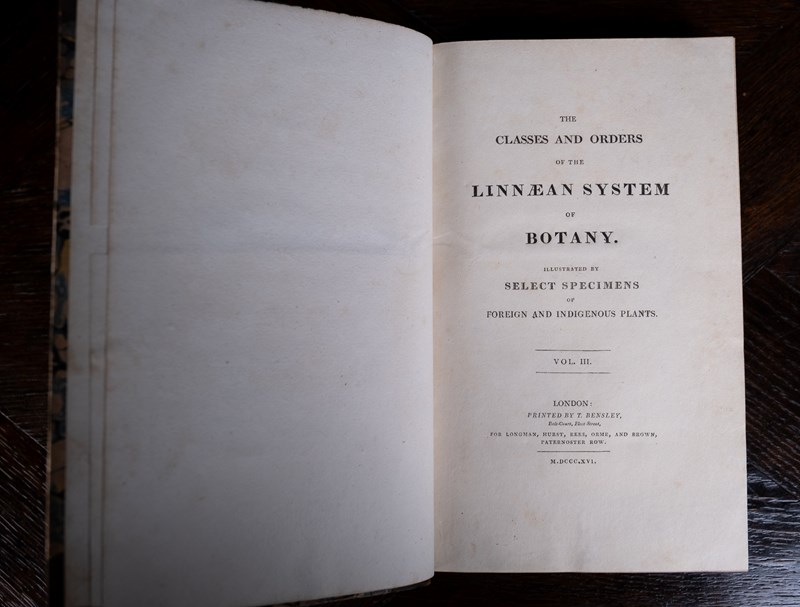 THE
CLASSES AND ORDERS
OF THE
LINNÆAN SYSTEM
OF
BOTANY.
ILLUSTRATED BY
SELECT SPECIMENS
OF
FOREIGN AND INDIGENOUS PLANTS.
VOL. III.
LONDON:
PRINTED BY T. BENSLEY,
Bolt-Court, Fleet-Street,
FOR LONGMAN, HURST, REES, ORME, AND BROWN,
PATERNOSTER ROW.
M.DCCC.XVI.